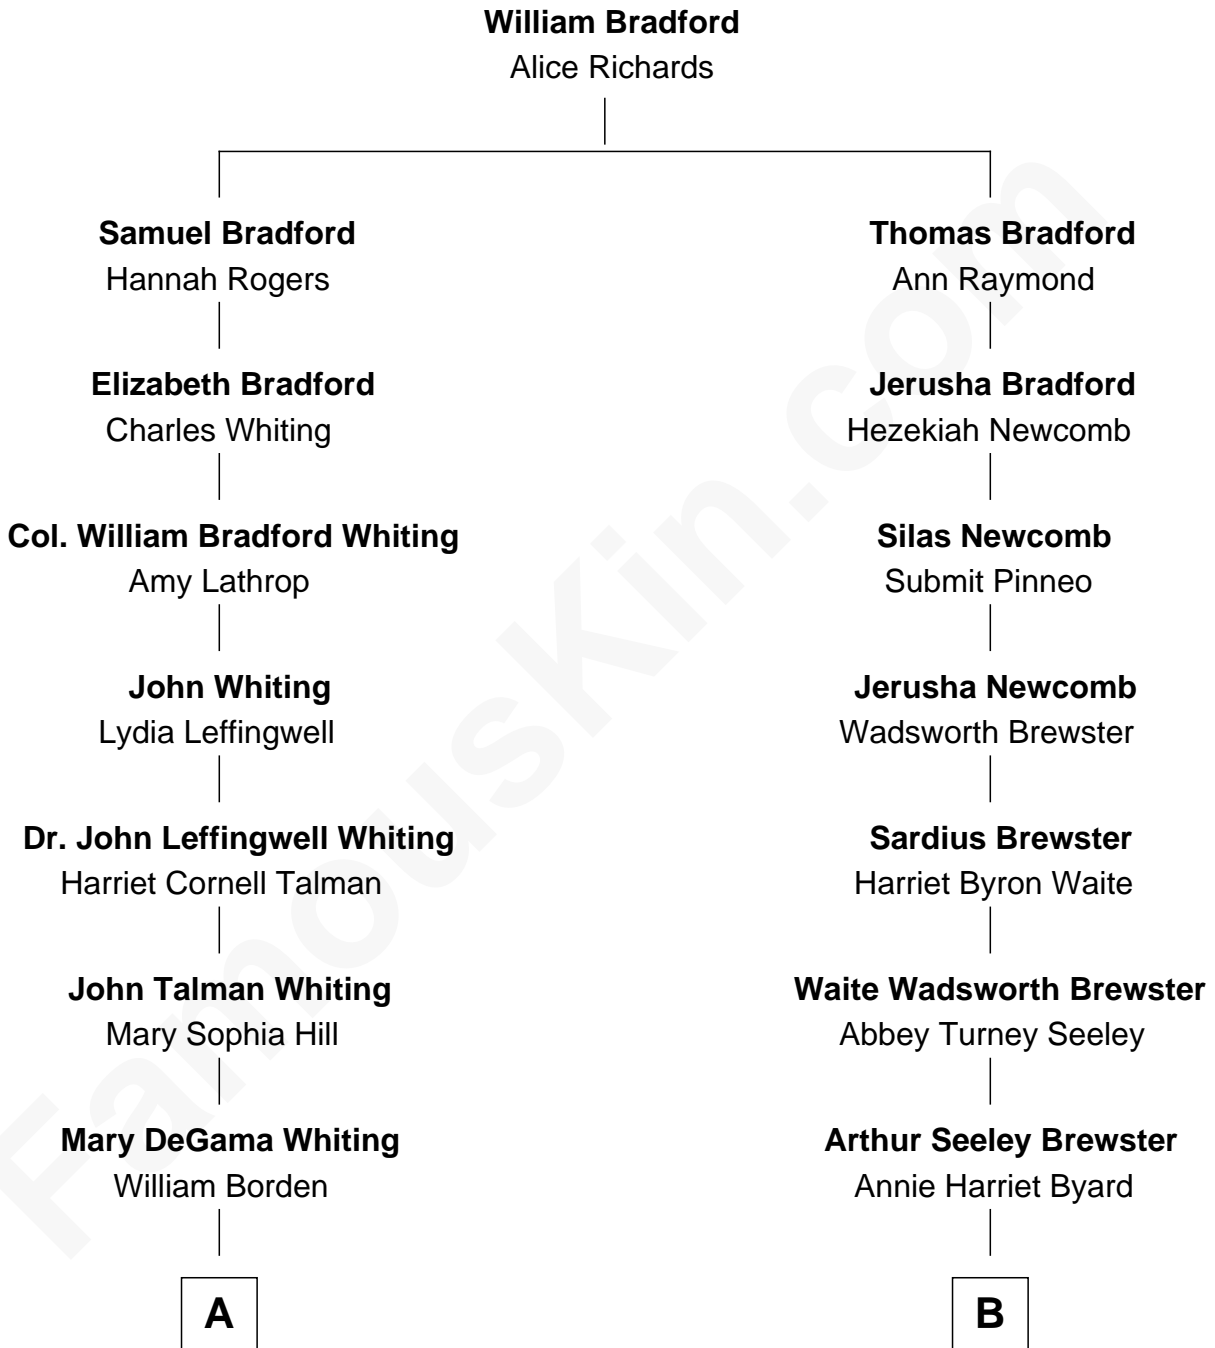 William Bradford
Alice Richards
Samuel Bradford
Hannah Rogers
Thomas Bradford
Ann Raymond
Elizabeth Bradford
Charles Whiting
Jerusha Bradford
Hezekiah Newcomb
Col. William Bradford Whiting
Amy Lathrop
Silas Newcomb
Submit Pinneo
John Whiting
Lydia Leffingwell
Jerusha Newcomb
Wadsworth Brewster
Dr. John Leffingwell Whiting
Harriet Cornell Talman
Sardius Brewster
Harriet Byron Waite
John Talman Whiting
Mary Sophia Hill
Waite Wadsworth Brewster
Abbey Turney Seeley
Mary DeGama Whiting
William Borden
Arthur Seeley Brewster
Annie Harriet Byard
A
B
FamousKin.com